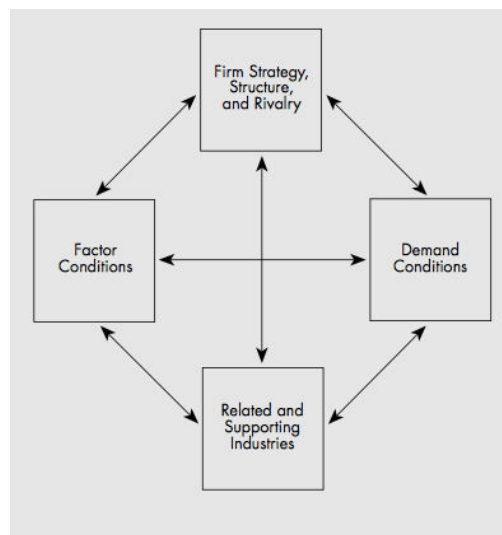 Firm Strategy,
Structure,
and Rivalry
Factor
Conditions
Demand
Conditions
Related and
Supporting
Industries